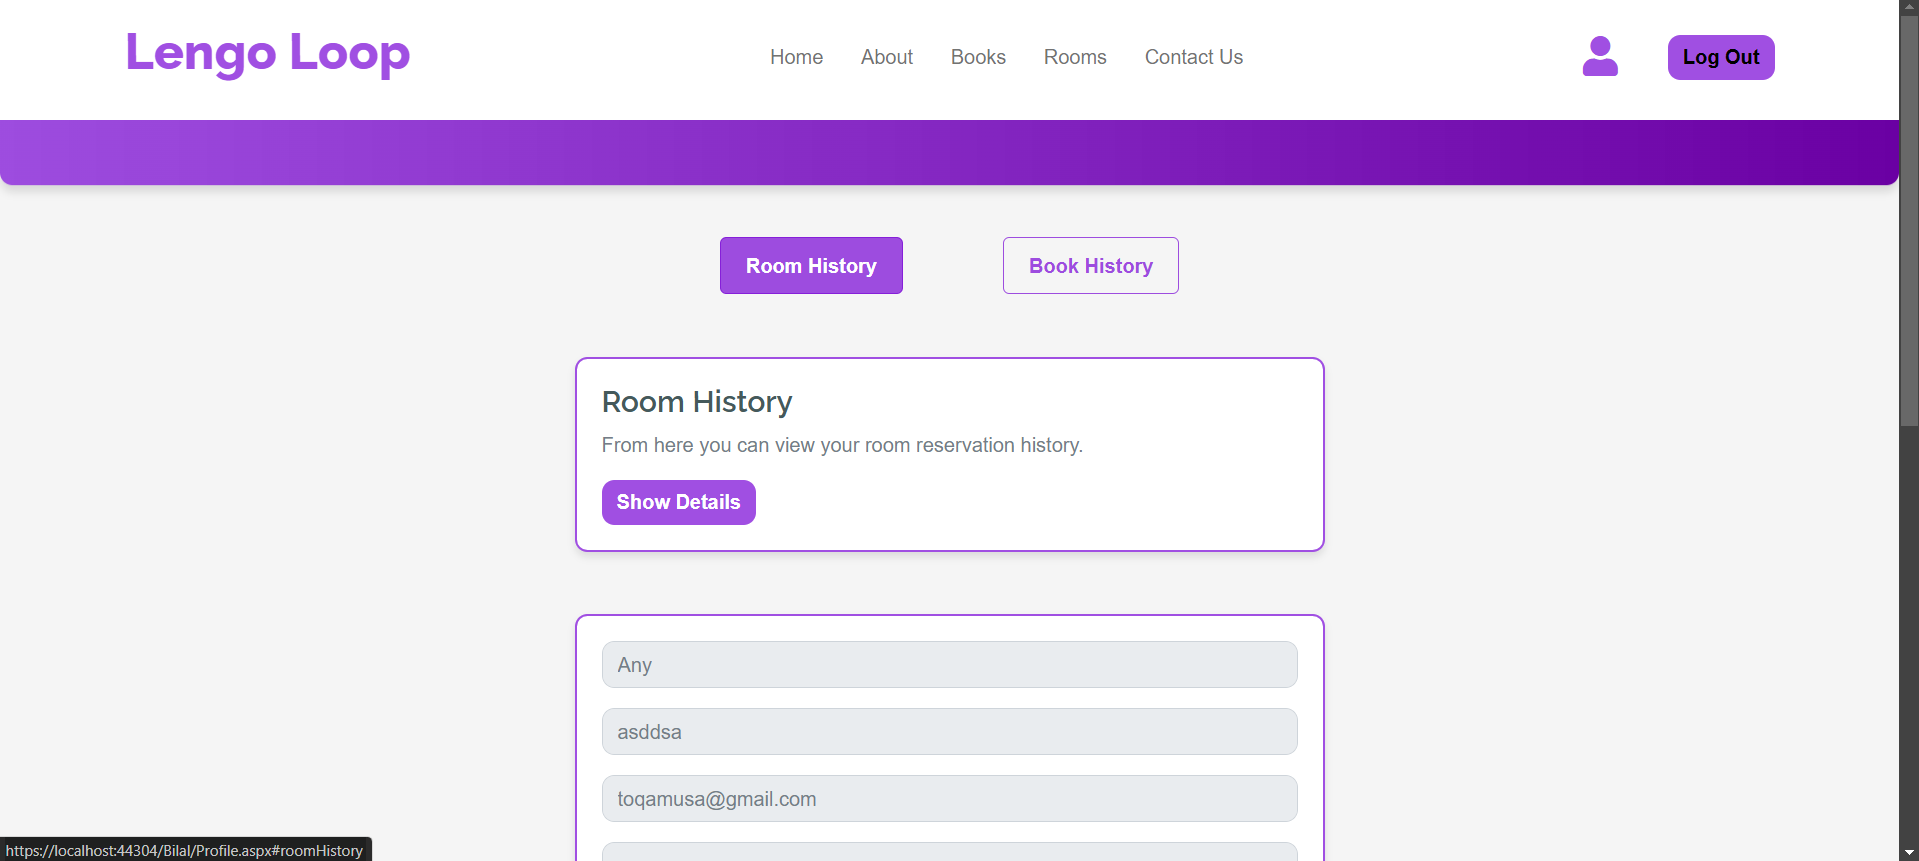 Lengo Loop
Home About Books Rooms Contact Us
Log Out
Room History Book History
Room History
From here you can view your room reservation history.
Show Details
Any
asddsa
toqamusa@gmail.com
https://localhost:44304/Bilal/Profile.aspx#roomHistory